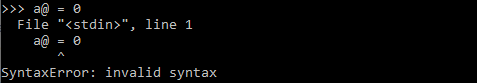 >>> a@ = 0
  File "<stdin>", line 1
    a@ = 0
       ^
SyntaxError: invalid syntax